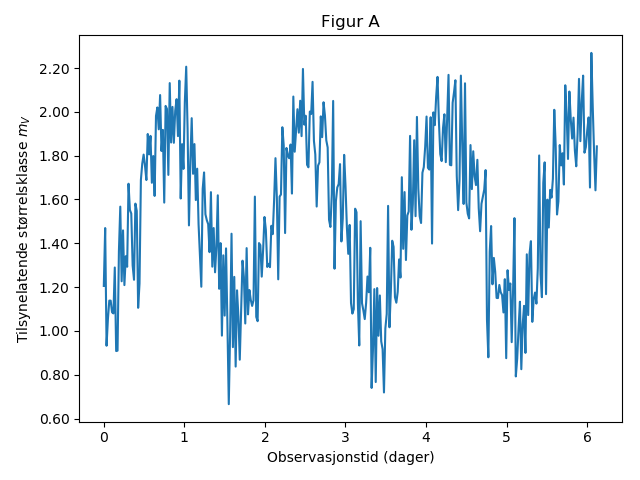 Figur A
Tilsynelatende størrelsklasse m_V
2.20
2.00
1.80
1.60
1.40
1.20
1.00
0.80
0.60
0 1 2 3 4 5 6
Observasjonstid (dager)